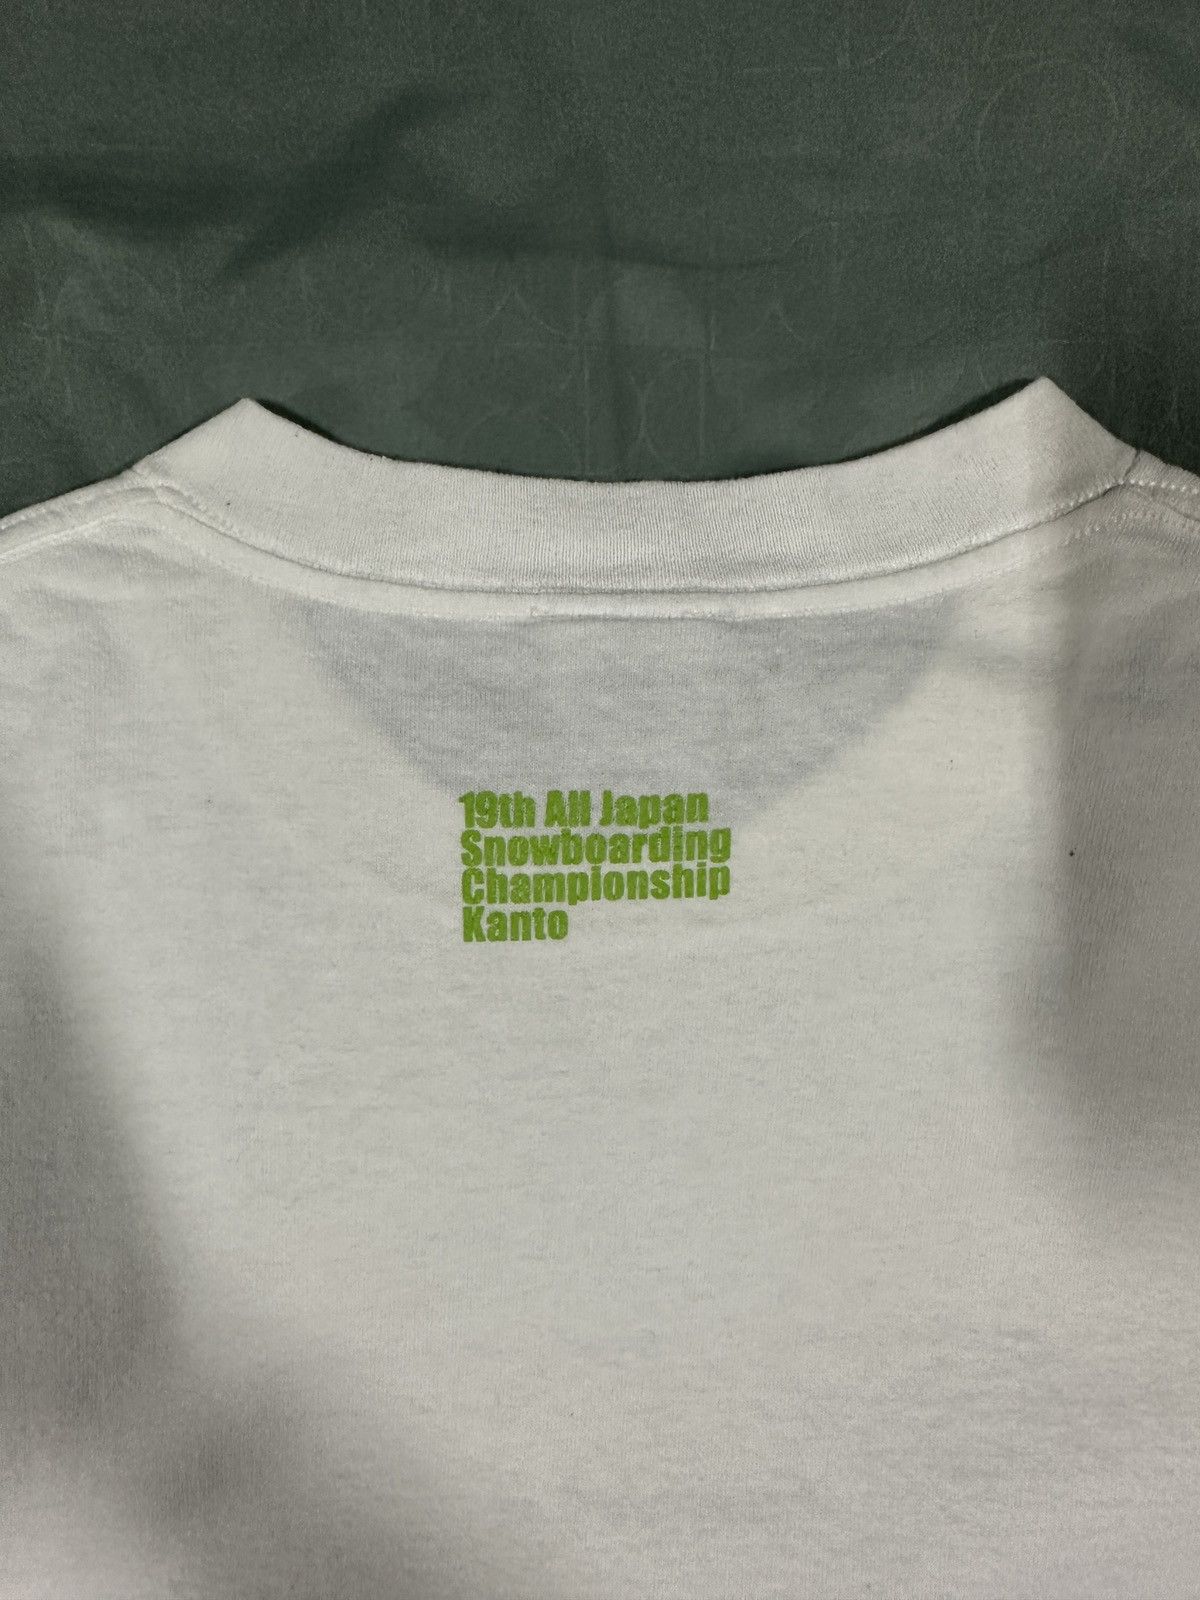 19th All Japan
Snowboarding
Championship
Kanto